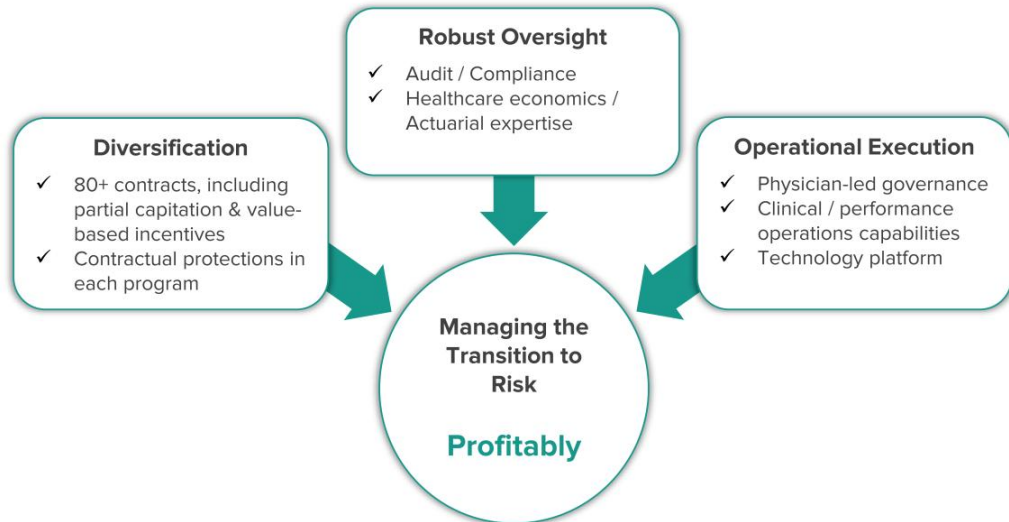 Robust Oversight
✓ Audit / Compliance
✓ Healthcare economics /
Actuarial expertise
Diversification
✓ 80+ contracts, including
partial capitation & value-
based incentives
✓ Contractual protections in
each program
Operational Execution
✓ Physician-led governance
✓ Clinical / performance
operations capabilities
✓ Technology platform
Managing the
Transition to
Risk
Profitably